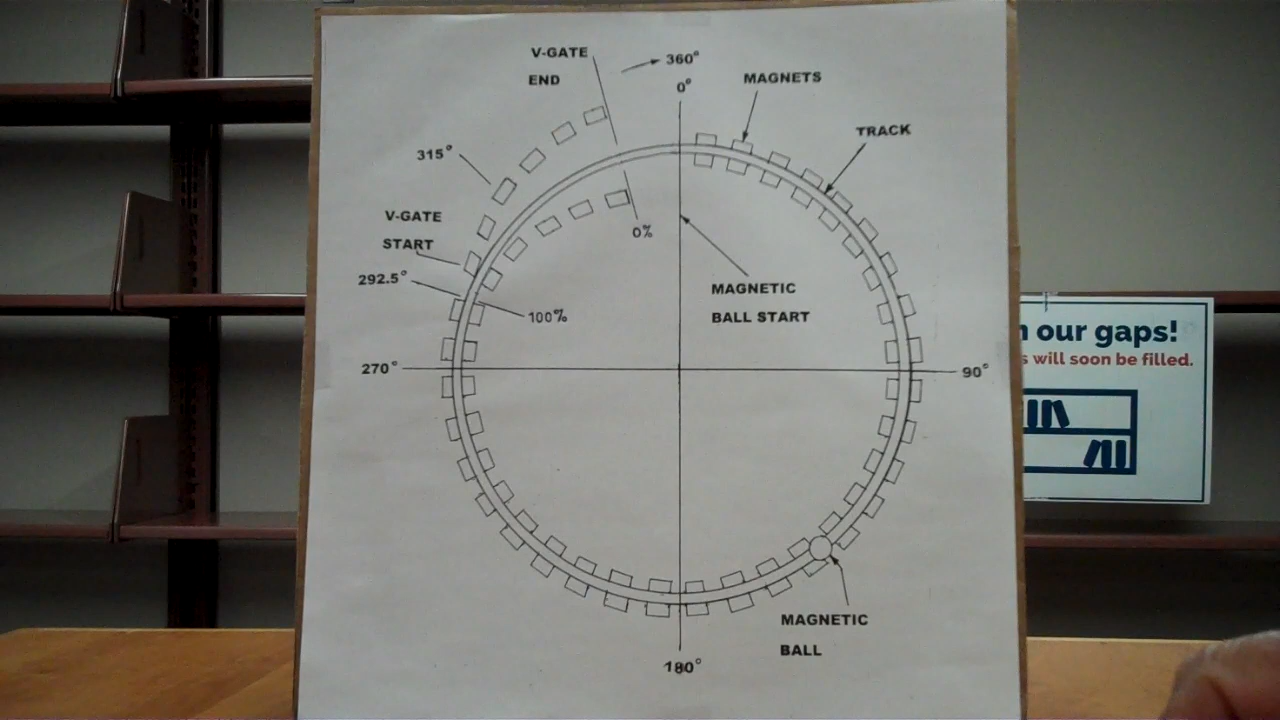 V-GATE
END
360°
0°
MAGNETS
TRACK
315°
V-GATE
START
0%
292.5°
MAGNETIC
BALL START
100%
270°
90°
MAGNETIC
BALL
180°
our gaps!
will soon be filled.